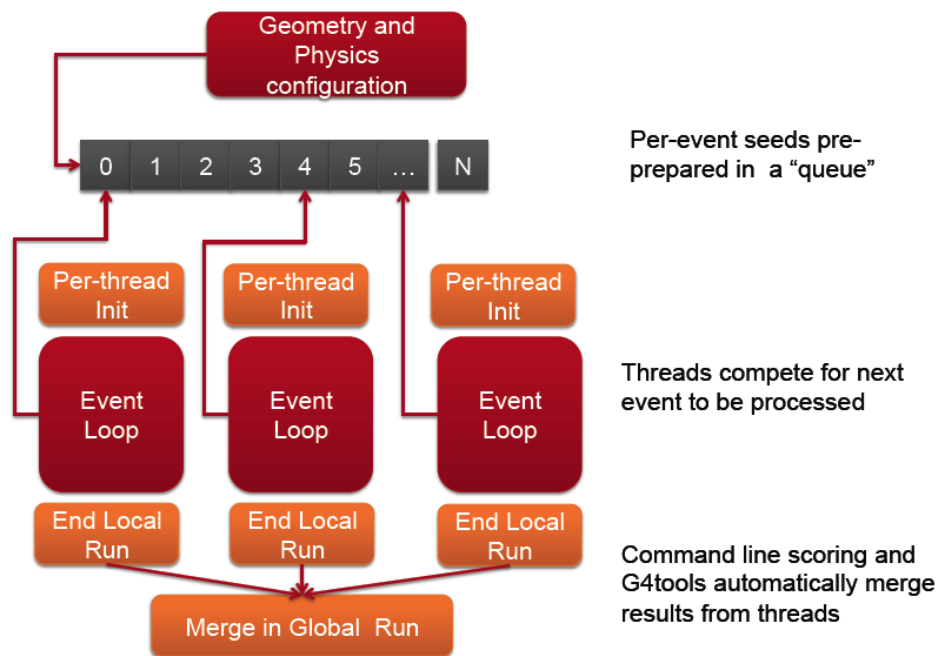 Geometry and
Physics
configuration
0 1 2 3 4 5 ... N
Per-event seeds pre-
prepared in a “queue”
Per-thread
Init
Per-thread
Init
Per-thread
Init
Event
Loop
Event
Loop
Event
Loop
Threads compete for next
event to be processed
End Local
Run
End Local
Run
End Local
Run
Command line scoring and
G4tools automatically merge
results from threads
Merge in Global Run